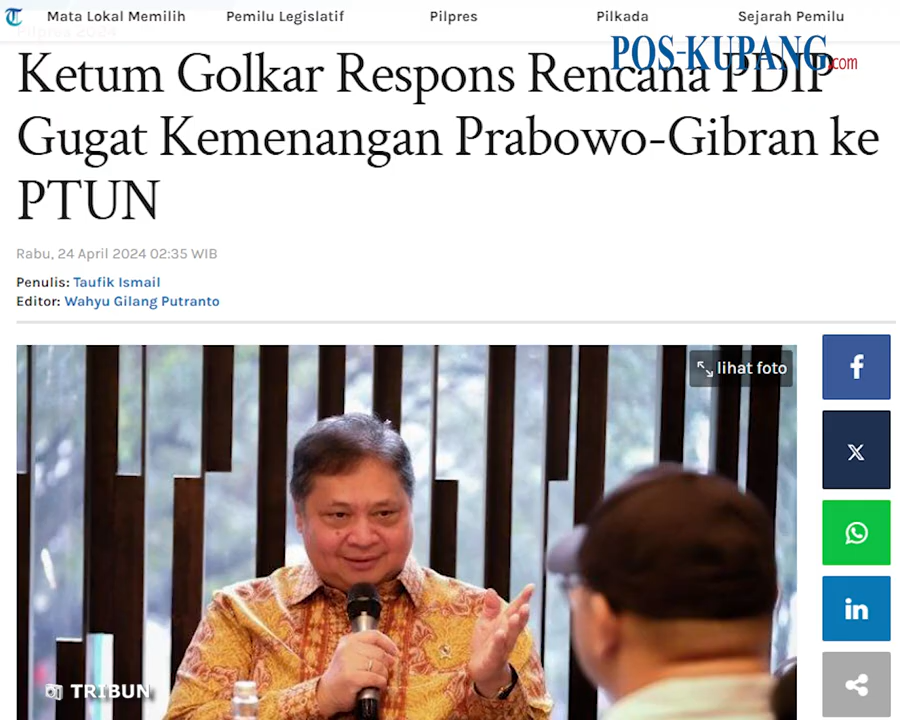 Mata Lokal Memilih Pemilu Legislatif Pilpres Pilkada Sejarah Pemilu
Pilpres 2024
POS-KUPANG.com
Ketum Golkar Respons Rencana PDIP
Gugat Kemenangan Prabowo-Gibran ke
PTUN
Rabu, 24 April 2024 02:35 WIB
Penulis: Taufik Ismail
Editor: Wahyu Gilang Putranto
lihat foto
TRIBUN